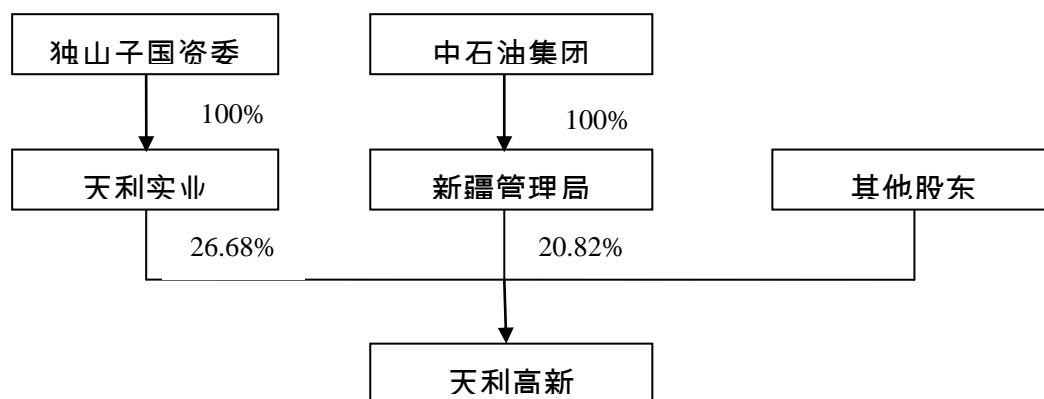 独山子国资委
中石油集团
100%
100%
天利实业
新疆管理局
其他股东
26.68%
20.82%
天利高新